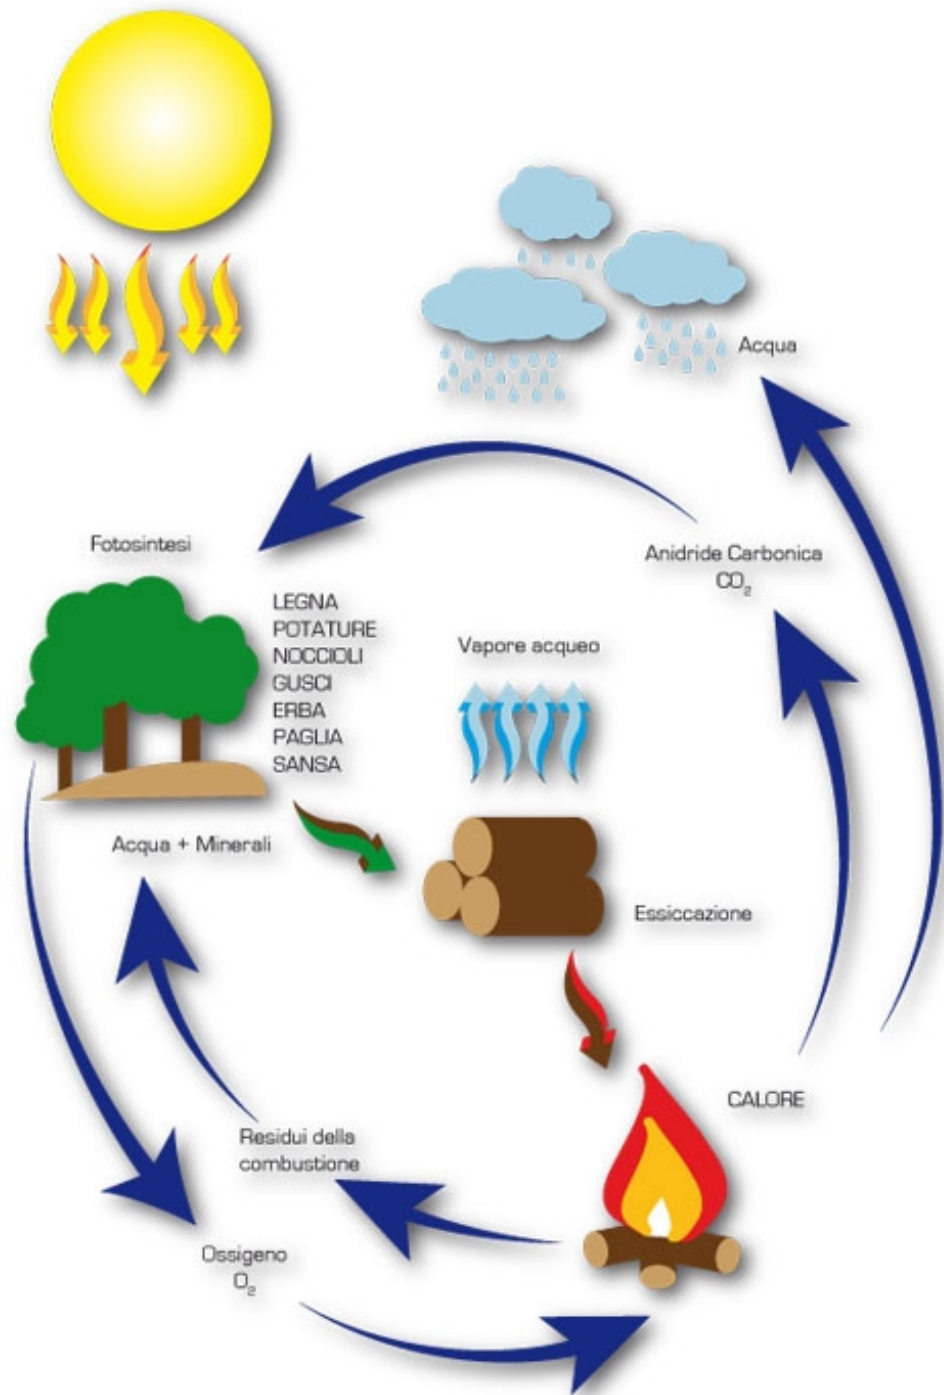 Acqua
Anidride Carbonica
CO₂
Fotosintesi
LEGNA
POTATURE
NOCCIOLI
GUSCI
ERBA
PAGLIA
SANSA
Vapore acqueo
Acqua + Minerali
Essiccazione
CALORE
Residui della
combustione
Ossigeno
O₂